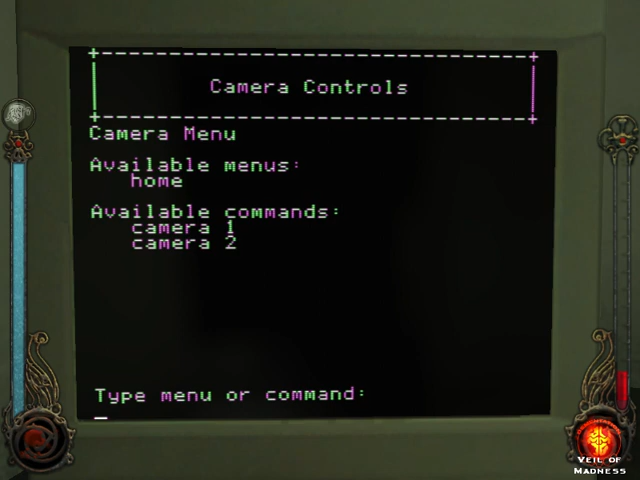 Camera Controls
Camera Menu
Available menus:
home
Available commands:
camera 1
camera 2
Type menu or command:
VEIL OF
MADNESS